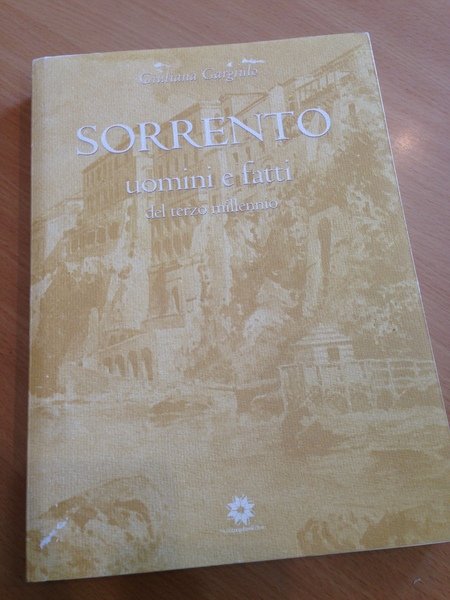 Giuliana Gargiulo
SORRENTO
uomini e fatti
del terzo millennio